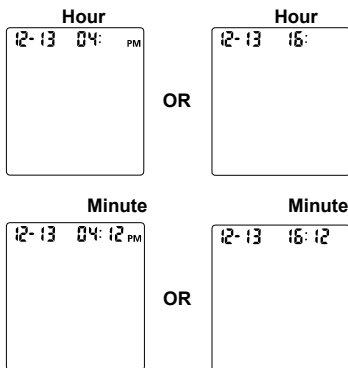 Hour Hour
12-13 04: PM 12-13 16:
OR
Minute Minute
12-13 04:12 PM 12-13 16:12
OR